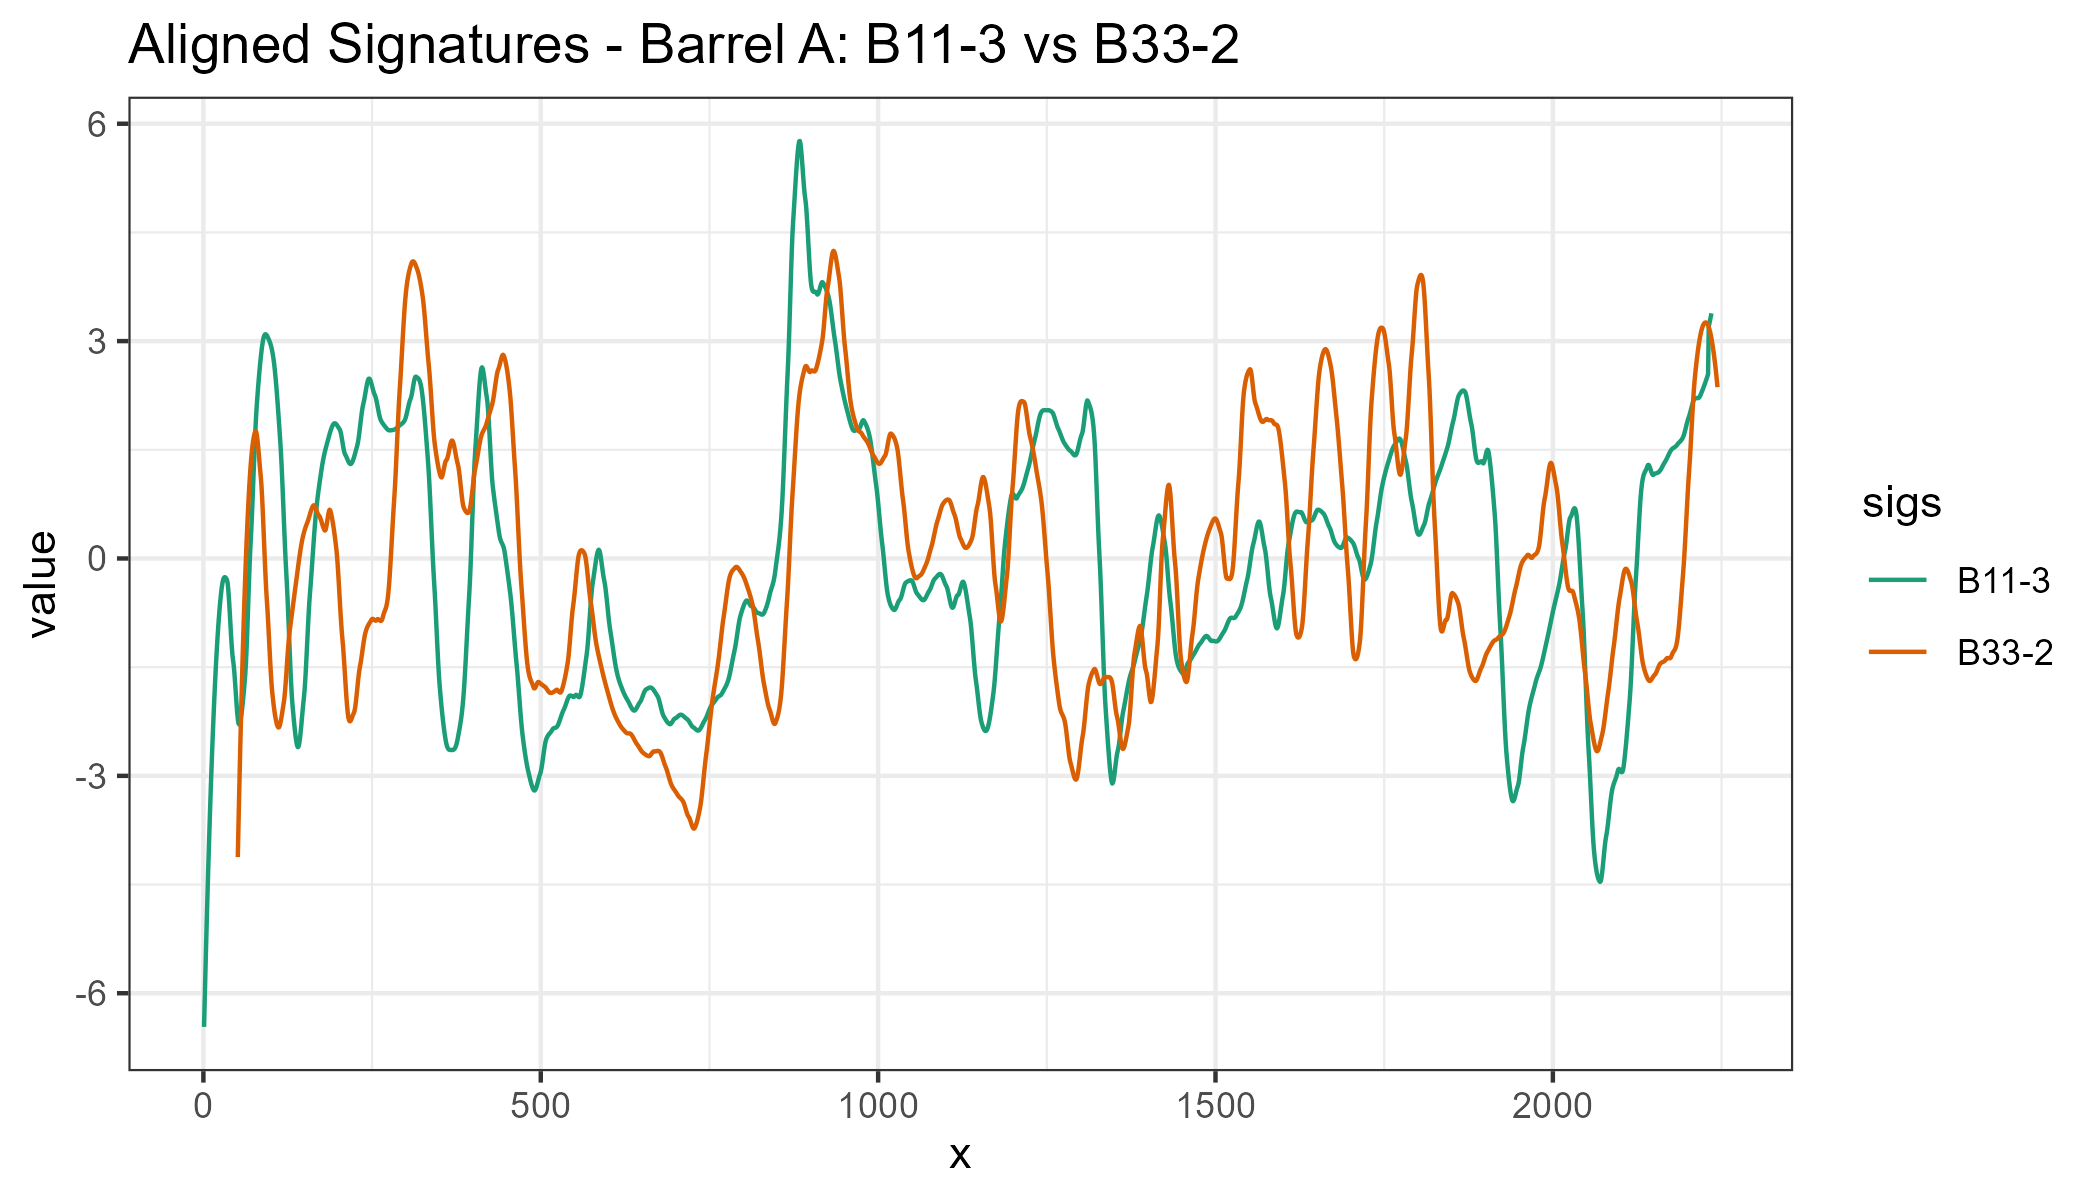 Aligned Signatures - Barrel A: B11-3 vs B33-2
6
3
0
-3
-6
value
0 500 1000 1500 2000
x
sigs
B11-3
B33-2